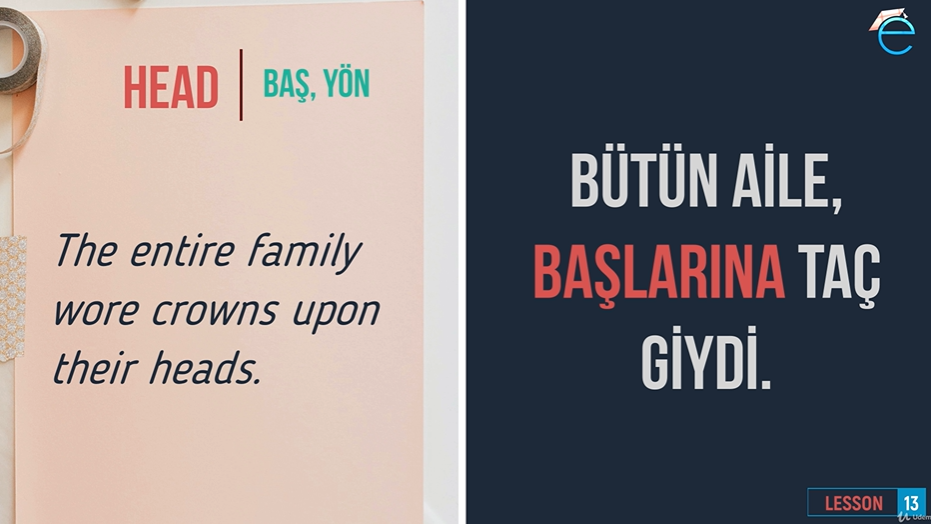 HEAD
BAŞ, YÖN
The entire family
wore crowns upon
their heads.
BÜTÜN AİLE,
BAŞLARINA TAÇ
GİYDİ.
LESSON 13
Udemy